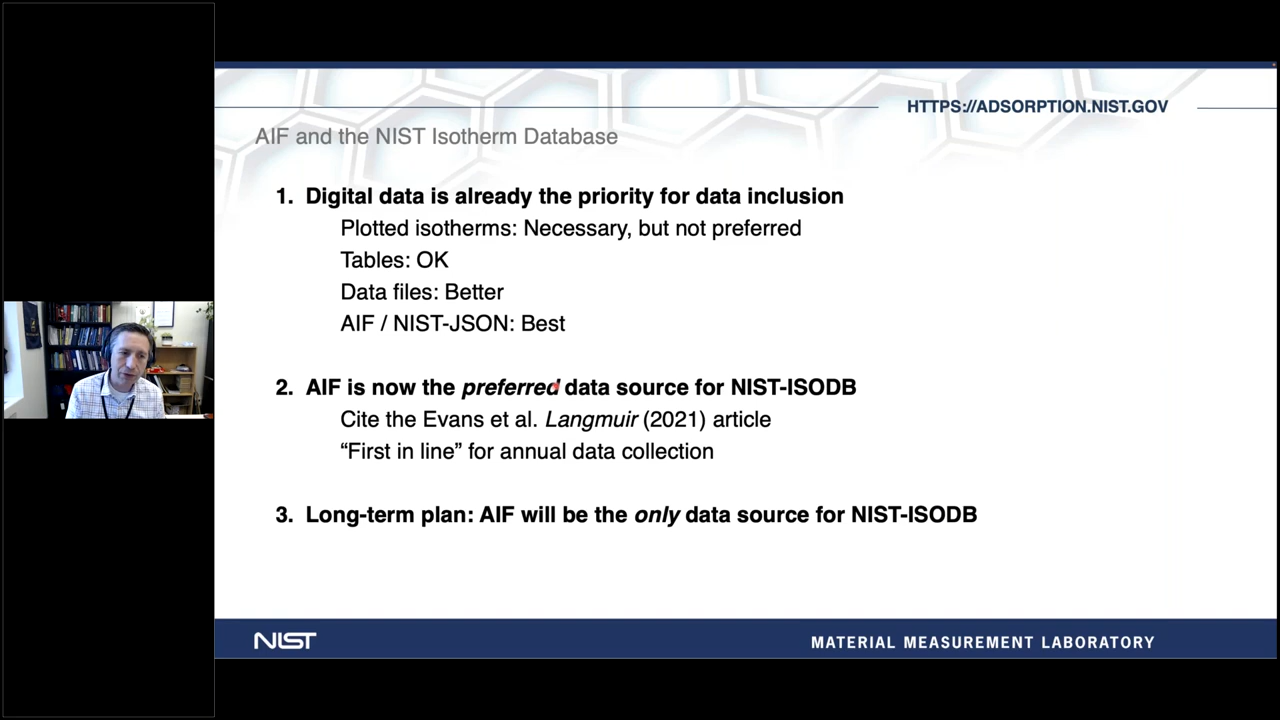 HTTPS://ADSORPTION.NIST.GOV
AIF and the NIST Isotherm Database
1. Digital data is already the priority for data inclusion
Plotted isotherms: Necessary, but not preferred
Tables: OK
Data files: Better
AIF / NIST-JSON: Best
2. AIF is now the preferred data source for NIST-ISODB
Cite the Evans et al. Langmuir (2021) article
“First in line” for annual data collection
3. Long-term plan: AIF will be the only data source for NIST-ISODB
NIST
MATERIAL MEASUREMENT LABORATORY